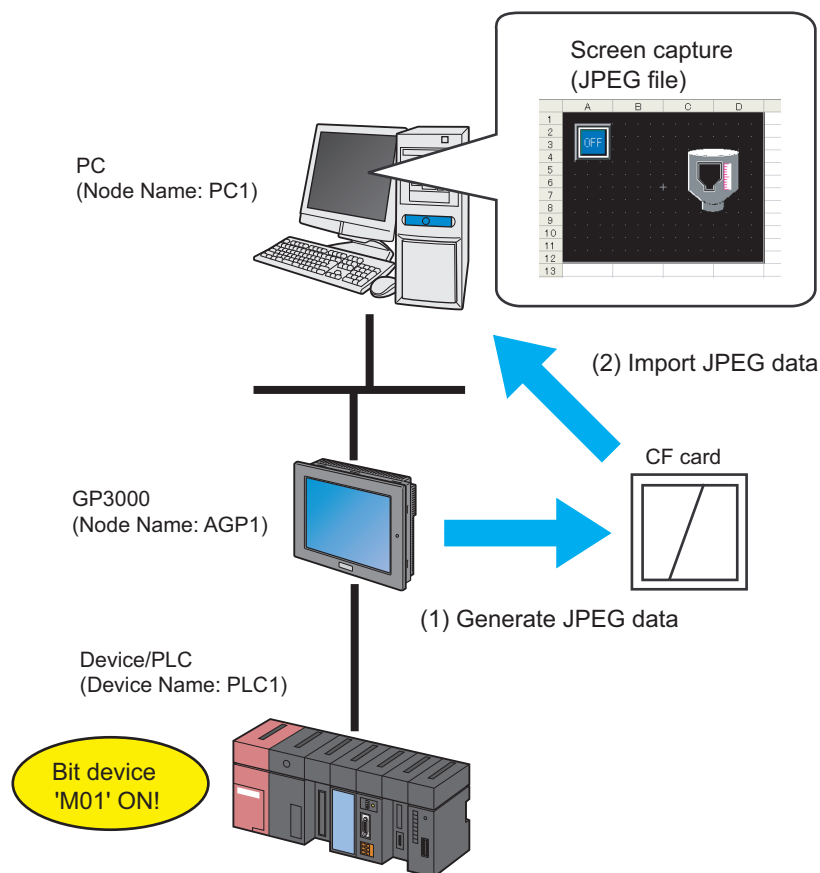 Screen capture
(JPEG file)
A B C D
1
2
3
4
5
6
7
8
9
10
11
12
13
OFF
PC
(Node Name: PC1)
(2) Import JPEG data
CF card
GP3000
(Node Name: AGP1)
(1) Generate JPEG data
Device/PLC
(Device Name: PLC1)
Bit device
'M01' ON!